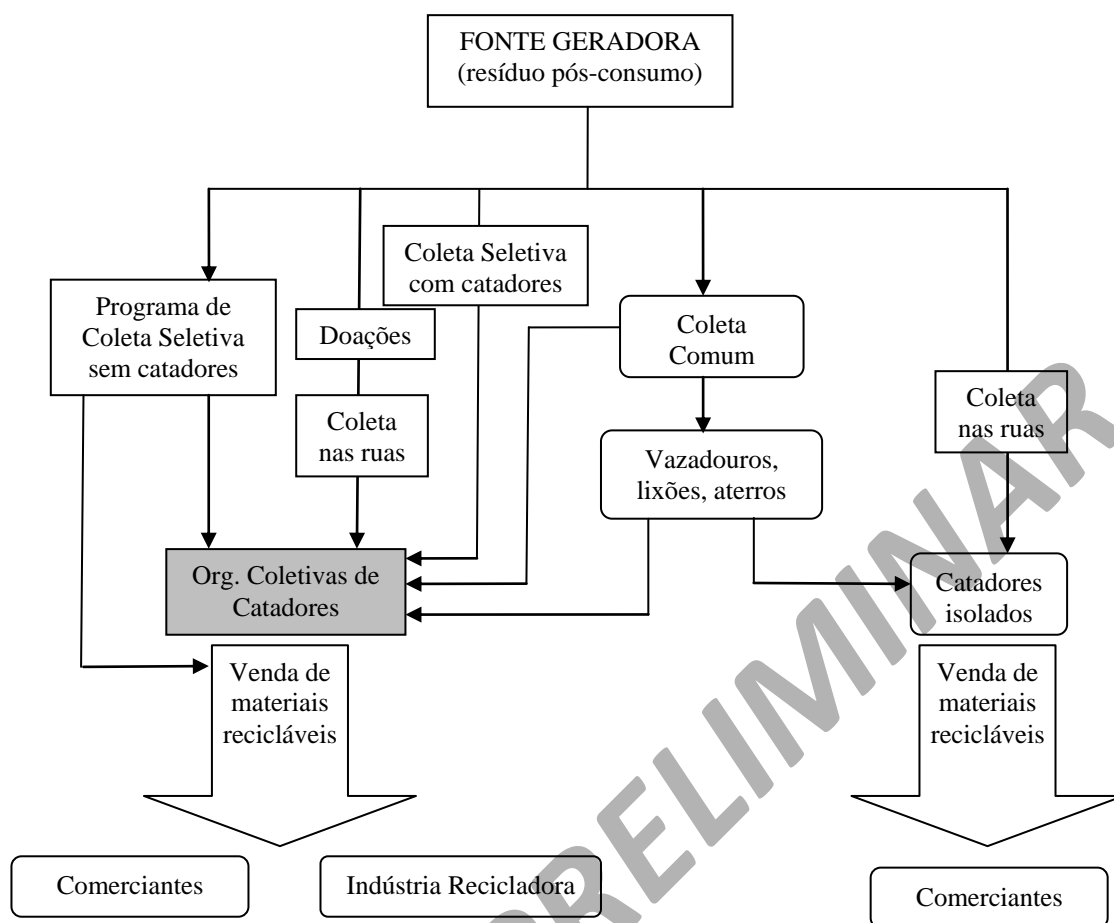 FONTE GERADORA
(resíduo pós-consumo)
Coleta Seletiva
com catadores
Programa de
Coleta Seletiva
sem catadores
Doações
Coleta
Comum
Coleta
nas ruas
Coleta
nas ruas
Vazadouros,
lixões, aterros
Org. Coletivas de
Catadores
Catadores
isolados
Venda de
materiais
recicláveis
Venda de
materiais
recicláveis
Comerciantes
Indústria Recicladora
Comerciantes
PRELIMINAR